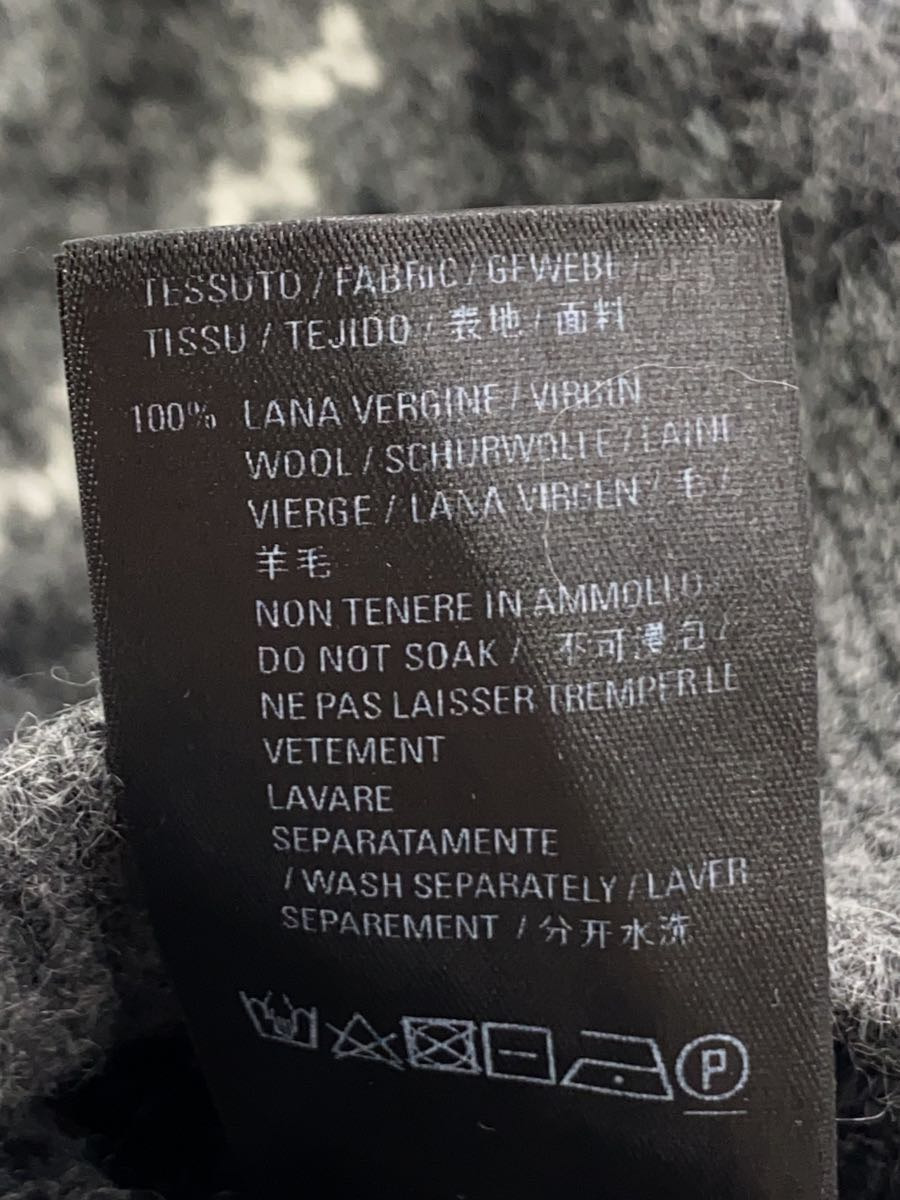 TESSUTO / FABRIC / GEWEBE /
TISSU / TEJIDO / 表地 / 面料
100% LANA VERGINE / VIRGIN
WOOL / SCHURWOLLE / LAINE
VIERGE / LANA VIRGEN / 毛 /
羊毛
NON TENERE IN AMMOLLO
DO NOT SOAK / 不可浸泡 /
NE PAS LAISSER TREMPER LE
VETEMENT
LAVARE
SEPARATAMENTE
/ WASH SEPARATELY / LAVER
SEPAREMENT / 分开水洗
P